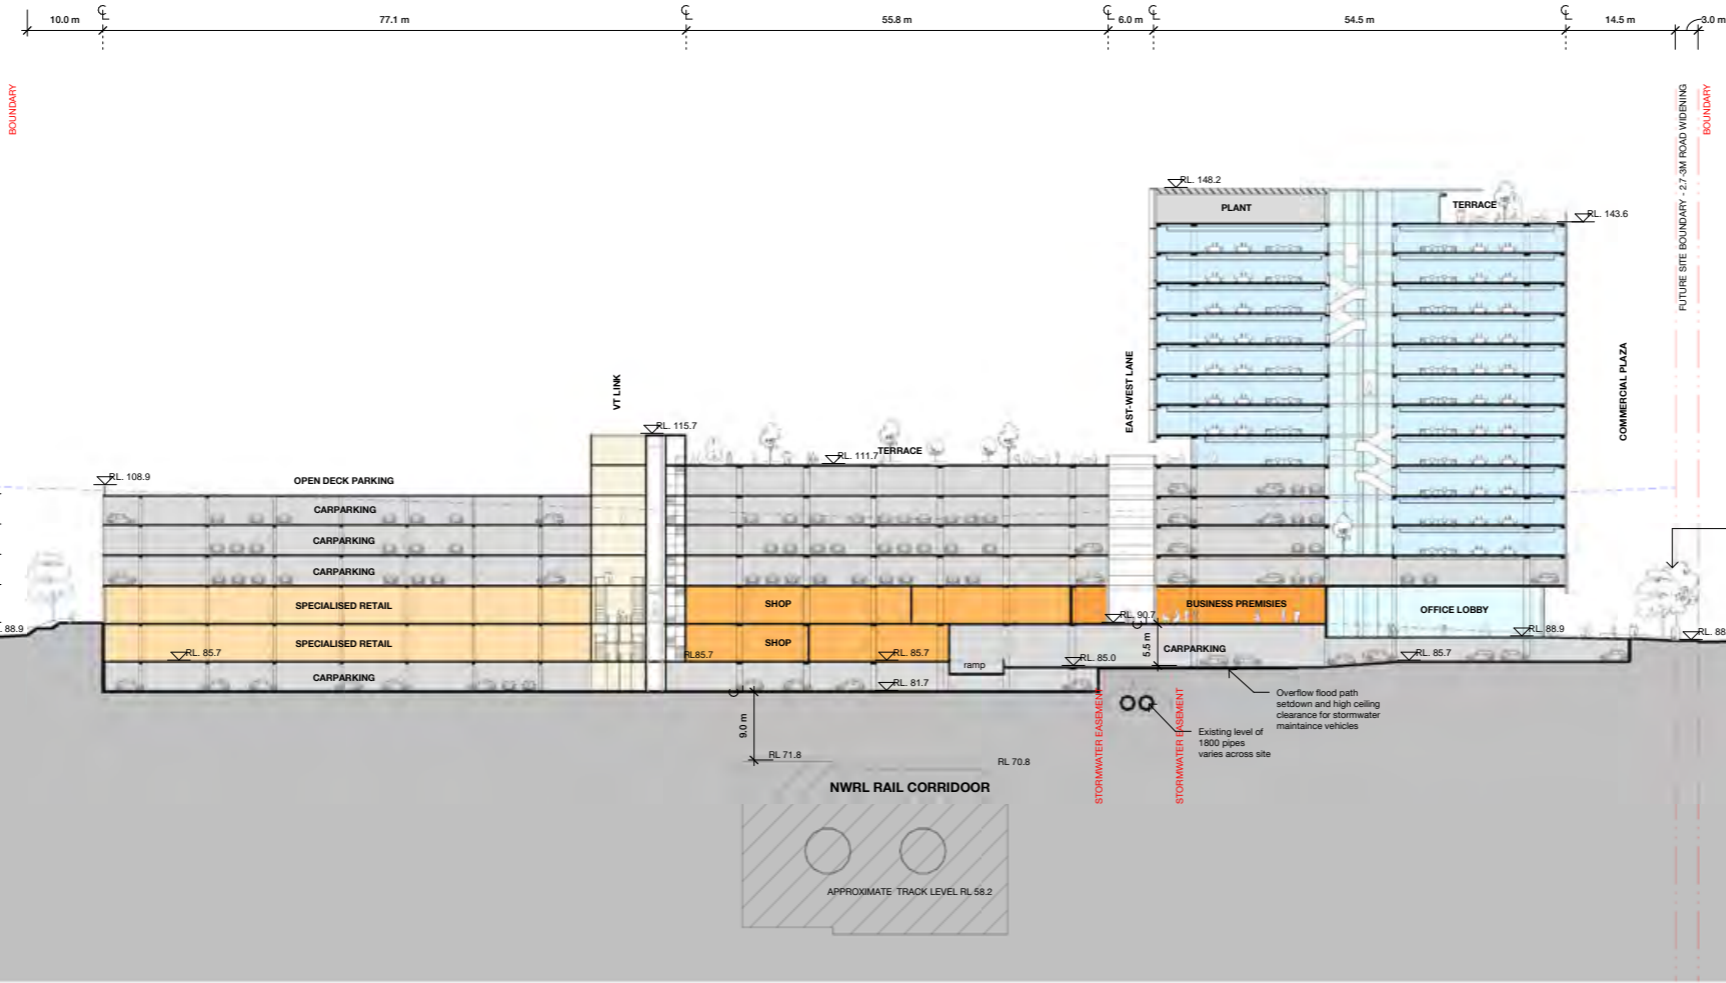 10.0 m
77.1 m
55.8 m
6.0 m
54.5 m
14.5 m
3.0 m
BOUNDARY
FUTURE SITE BOUNDARY - 2.7-3M ROAD WIDENING
BOUNDARY
RL. 148.2
PLANT
TERRACE
RL. 143.6
VT LINK
EAST-WEST LANE
COMMERCIAL PLAZA
RL. 115.7
RL. 111.7
TERRACE
RL. 108.9
OPEN DECK PARKING
CARPARKING
CARPARKING
CARPARKING
SPECIALISED RETAIL
SHOP
RL. 90.7
BUSINESS PREMISIES
OFFICE LOBBY
88.9
RL. 88.9
RL. 88
SPECIALISED RETAIL
SHOP
5.5 m
CARPARKING
RL. 85.7
RL85.7
RL. 85.7
ramp
RL. 85.0
RL. 85.7
CARPARKING
RL. 81.7
9.0 m
STORMWATER EASEMENT
STORMWATER EASEMENT
Overflow flood path
setdown and high ceiling
clearance for stormwater
maintaince vehicles
Existing level of
1800 pipes
varies across site
RL 71.8
RL 70.8
NWRL RAIL CORRIDOOR
APPROXIMATE TRACK LEVEL RL 58.2